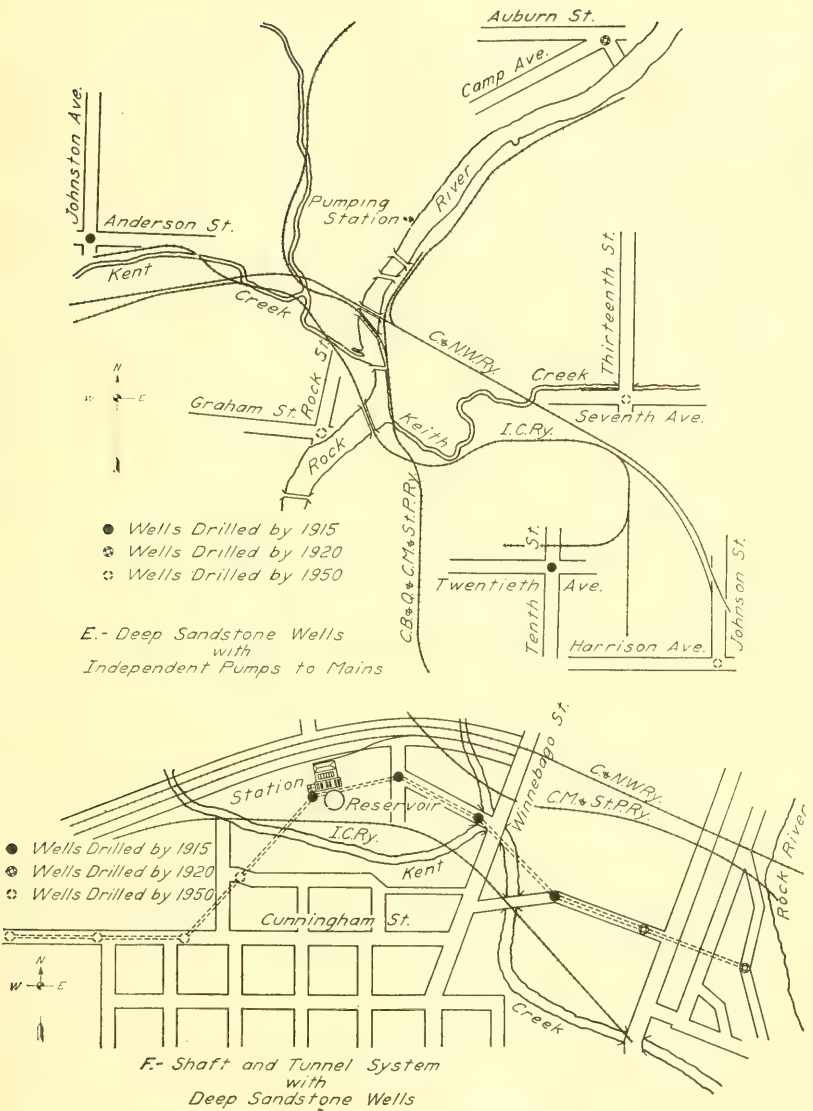 Auburn St.
Camp Ave.
Johnston Ave.
Anderson St.
Kent
Creek
Pumping
Station
River
Thirteenth St.
C.&N.W.Ry.
Creek
Seventh Ave.
N
W E
Graham St.
Rock St.
Rock
Keith
I.C.Ry.
C.B.&Q.&C.M.&St.P.Ry.
Wells Drilled by 1915
Wells Drilled by 1920
Wells Drilled by 1950
Twentieth Ave.
Tenth St.
Johnson St.
Harrison Ave.
E.- Deep Sandstone Wells
with
Independent Pumps to Mains
Winnebago St.
C.&N.W.Ry.
C.M.&St.P.Ry.
Station
Reservoir
I.C.Ry.
Kent
Rock River
Wells Drilled by 1915
Wells Drilled by 1920
Wells Drilled by 1950
Cunningham St.
N
W E
Creek
F.- Shaft and Tunnel System
with
Deep Sandstone Wells